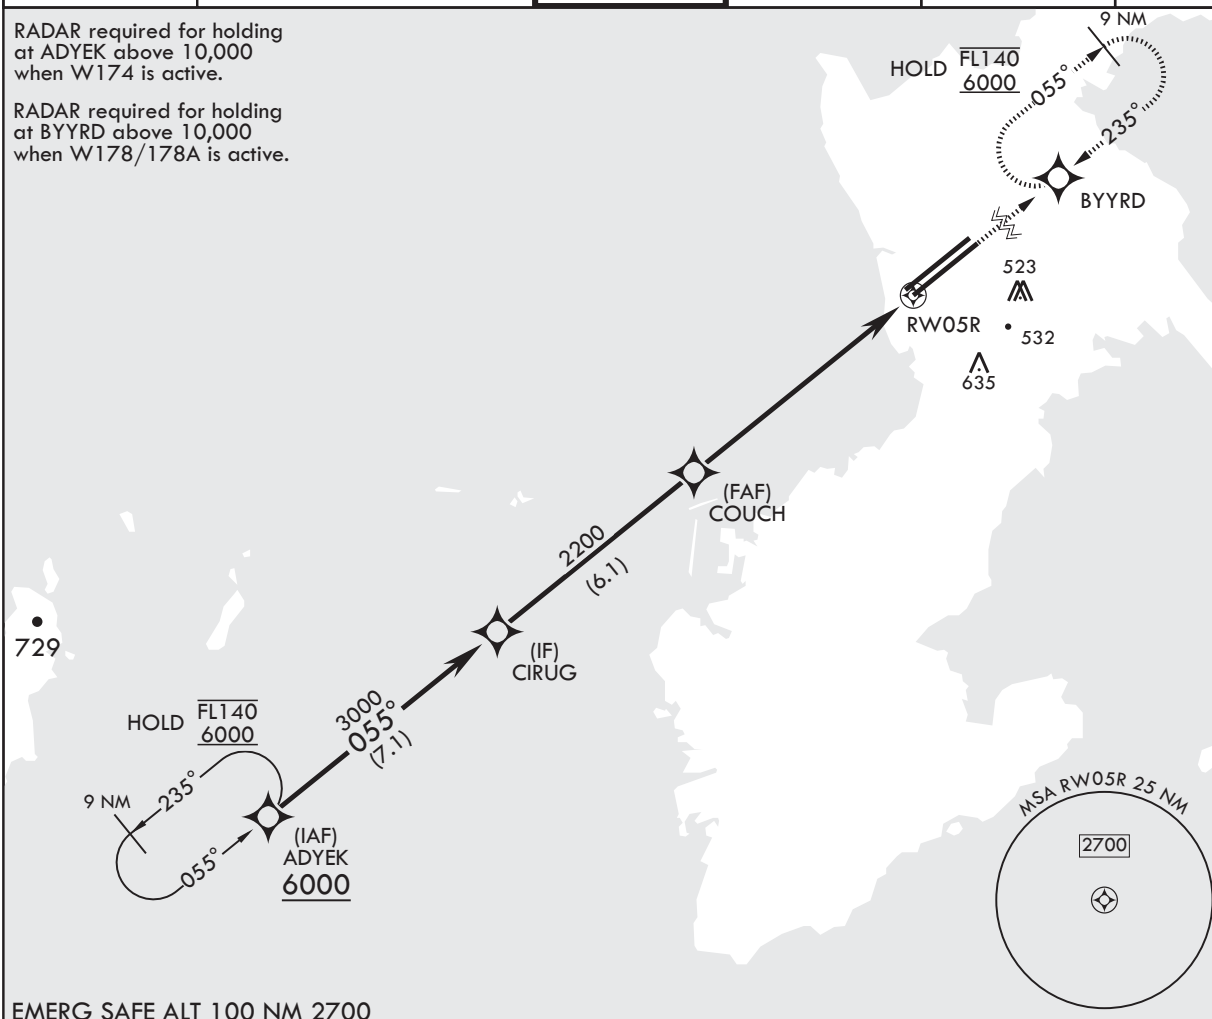 RADAR required for holding
at ADYEK above 10,000
when W174 is active.
RADAR required for holding
at BYYRD above 10,000
when W178/178A is active.
9 NM
HOLD FL140
6000
055°
235°
BYYRD
523
RW05R
532
635
(FAF)
COUCH
2200
(6.1)
729
(IF)
CIRUG
3000
055°
(7.1)
HOLD FL140
6000
9 NM
235°
055°
(IAF)
ADYEK
6000
MSA RW05R 25 NM
2700
EMERG SAFE ALT 100 NM 2700